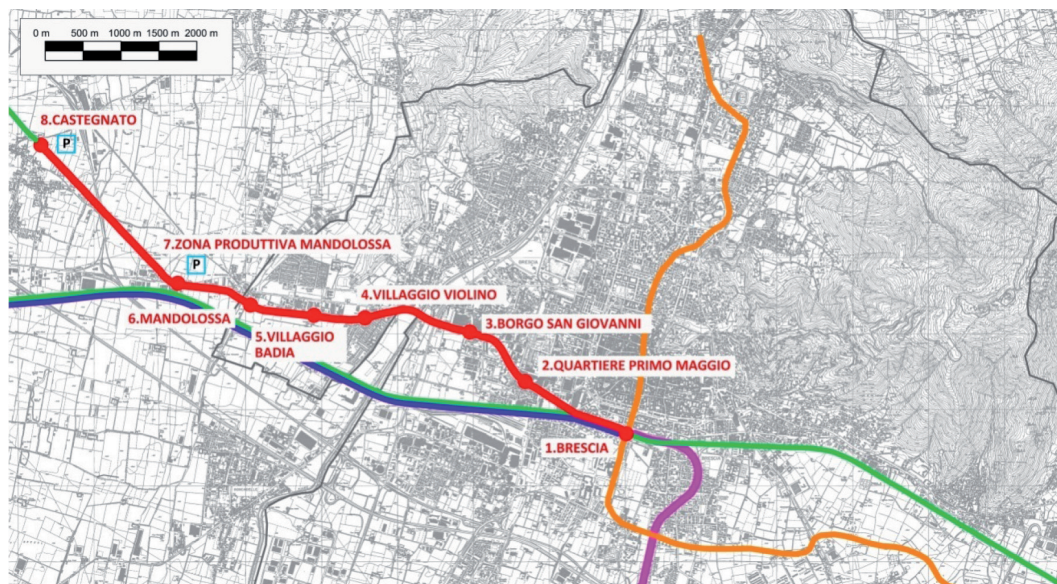 0 m 500 m 1000 m 1500 m 2000 m
8.CASTEGNATO
P
7.ZONA PRODUTTIVA MANDOLOSSA
P
4.VILLAGGIO VIOLINO
6.MANDOLOSSA
3.BORGO SAN GIOVANNI
5.VILLAGGIO
BADIA
2.QUARTIERE PRIMO MAGGIO
1.BRESCIA